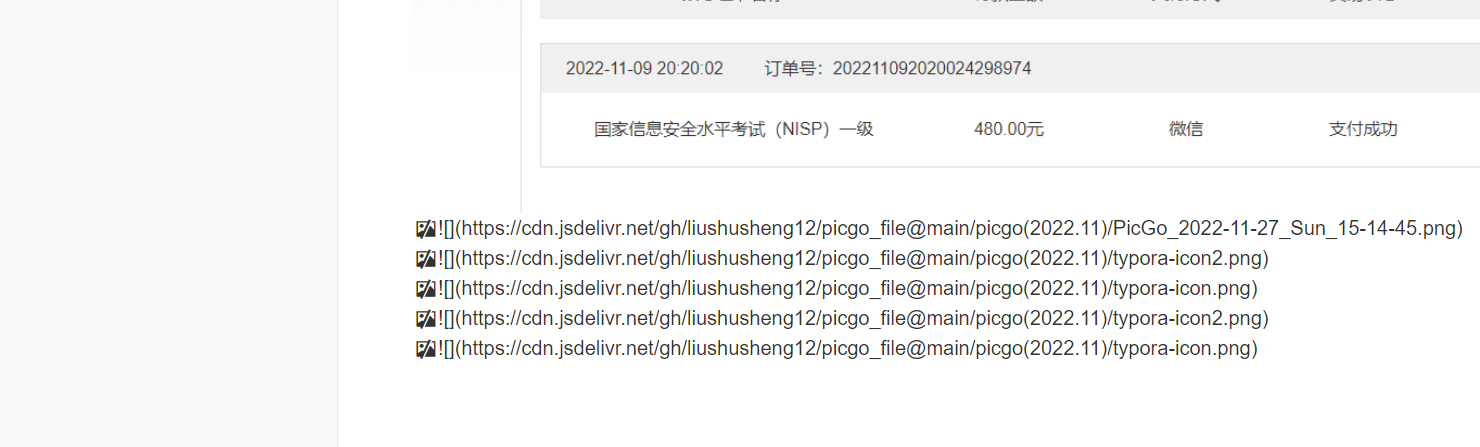 2022-11-09 20:20:02 订单号：202211092020024298974
国家信息安全水平考试（NISP）一级 480.00元 微信 支付成功
![](https://cdn.jsdelivr.net/gh/liushusheng12/picgo_file@main/picgo(2022.11)/PicGo_2022-11-27_Sun_15-14-45.png)
![](https://cdn.jsdelivr.net/gh/liushusheng12/picgo_file@main/picgo(2022.11)/typora-icon2.png)
![](https://cdn.jsdelivr.net/gh/liushusheng12/picgo_file@main/picgo(2022.11)/typora-icon.png)
![](https://cdn.jsdelivr.net/gh/liushusheng12/picgo_file@main/picgo(2022.11)/typora-icon2.png)
![](https://cdn.jsdelivr.net/gh/liushusheng12/picgo_file@main/picgo(2022.11)/typora-icon.png)